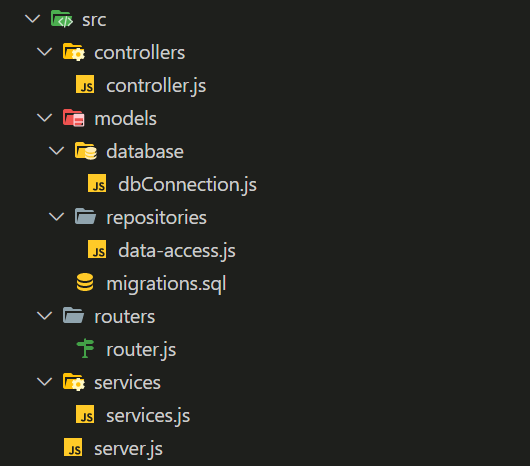 src
controllers
JS controller.js
models
database
JS dbConnection.js
repositories
JS data-access.js
migrations.sql
routers
router.js
services
JS services.js
JS server.js